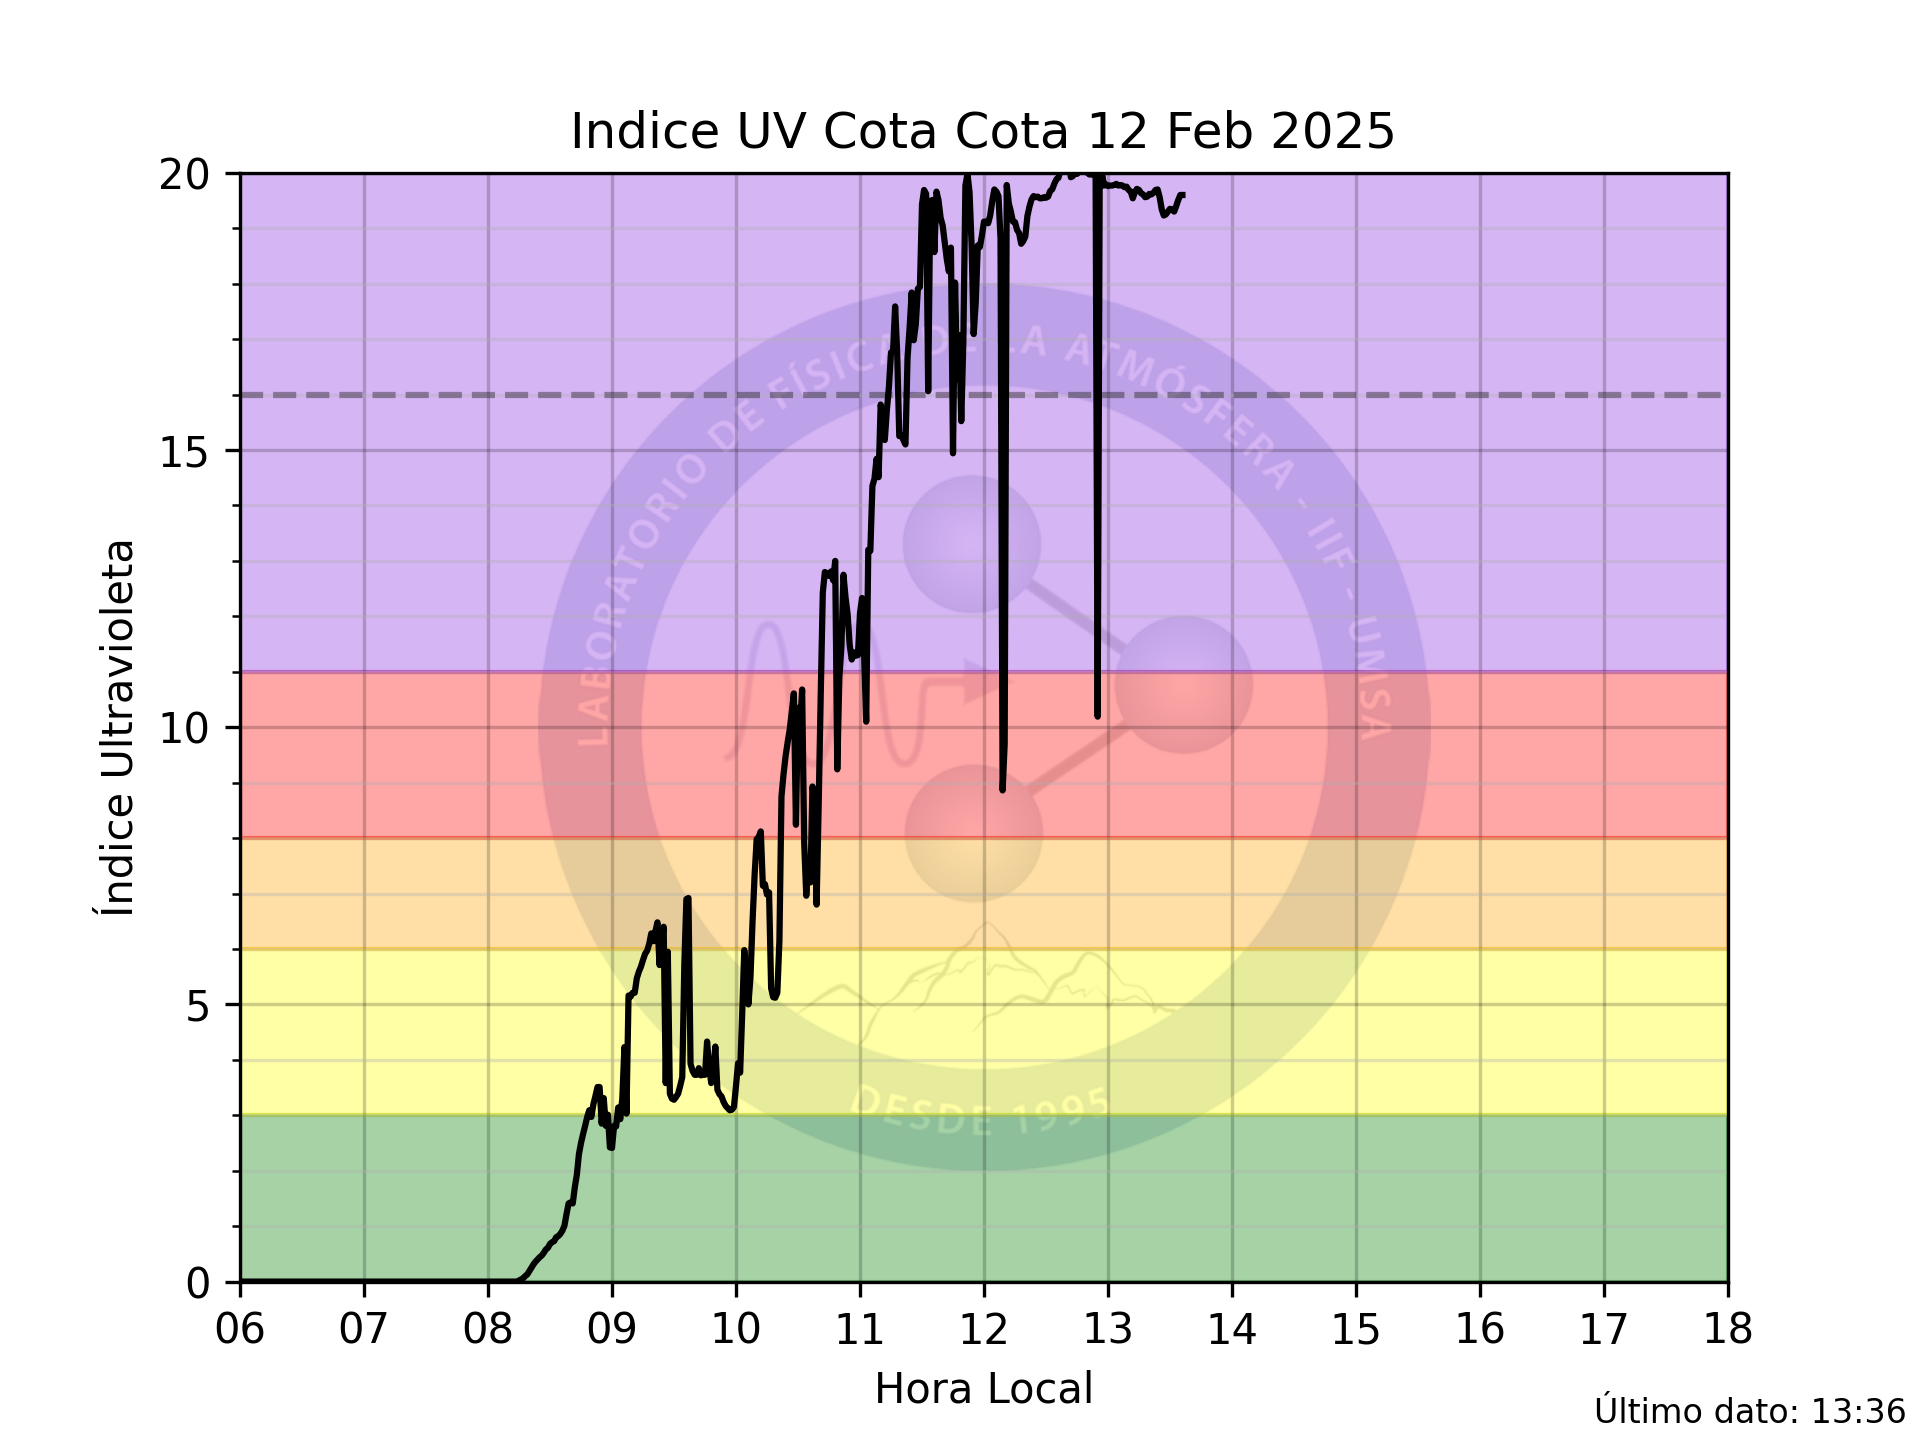 Indice UV Cota Cota 12 Feb 2025
20
15
10
5
0
Índice Ultravioleta
LABORATORIO DE FÍSICA DE LA ATMÓSFERA - IIF - UMSA
DESDE 1995
06 07 08 09 10 11 12 13 14 15 16 17 18
Hora Local
Último dato: 13:36